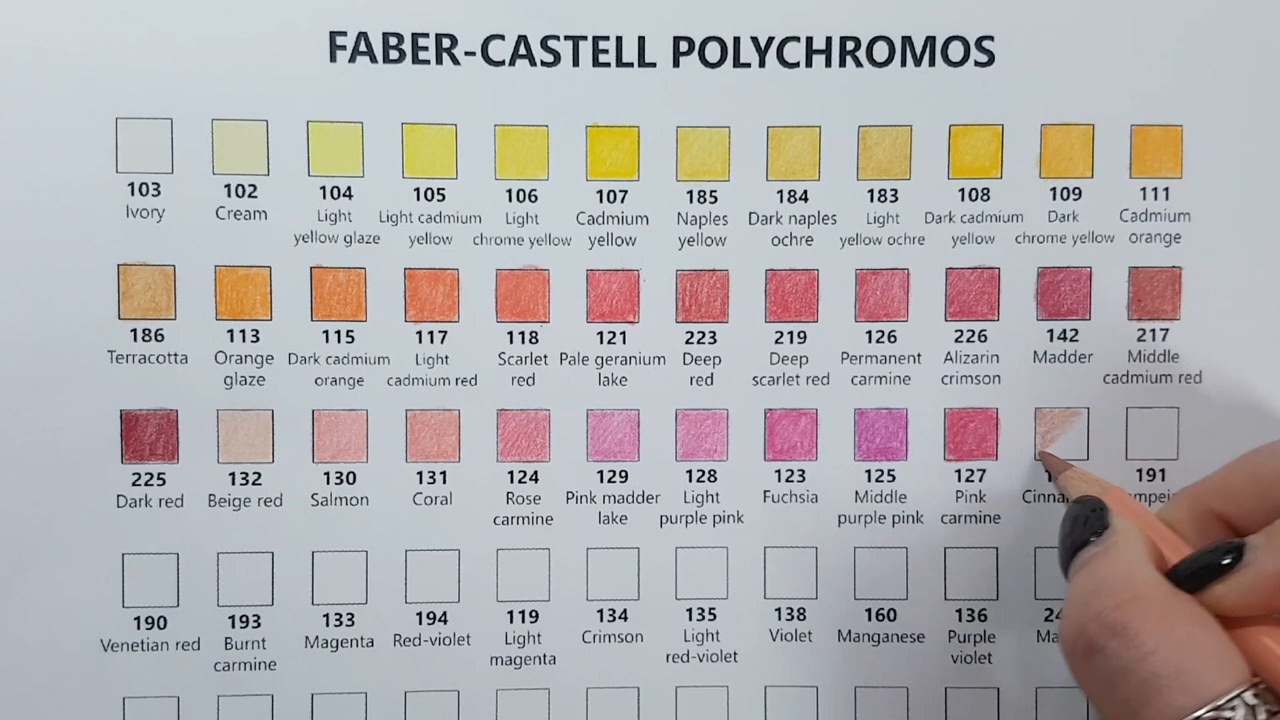 FABER-CASTELL POLYCHROMOS
103 102 104 105 106 107 185 184 183 108 109 111
Ivory Cream Light Light cadmium Light Cadmium Naples Dark naples Light Dark cadmium Dark Cadmium
yellow glaze yellow chrome yellow yellow yellow ochre yellow ochre yellow chrome yellow orange
186 113 115 117 118 121 223 219 126 226 142 217
Terracotta Orange Dark cadmium Light Scarlet Pale geranium Deep Deep Permanent Alizarin Madder Middle
glaze orange cadmium red red lake red scarlet red carmine crimson cadmium red
225 132 130 131 124 129 128 123 125 127 191
Dark red Beige red Salmon Coral Rose Pink madder Light Fuchsia Middle Pink
carmine lake purple pink purple pink carmine
190 193 133 194 119 134 135 138 160 136
Venetian red Burnt Magenta Red-violet Light Crimson Light Violet Manganese Purple
carmine magenta red-violet violet